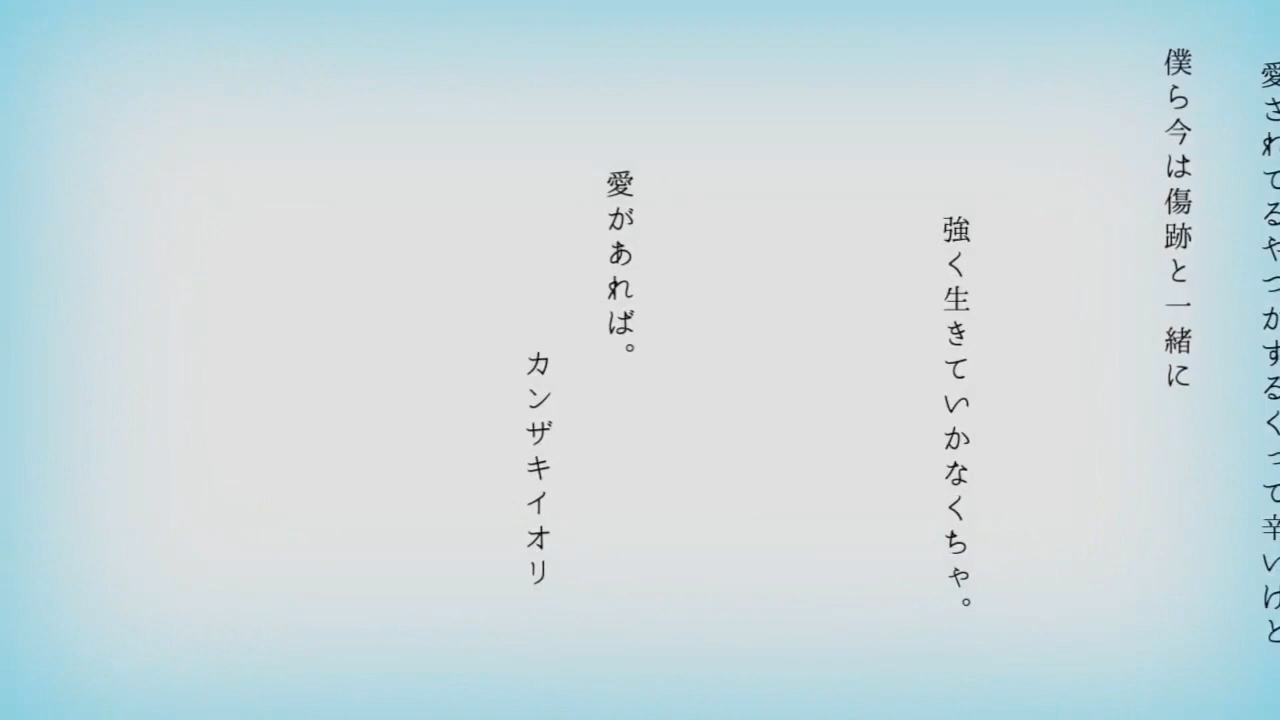 愛されてるやつがずるくって辛いけど
僕ら今は傷跡と一緒に
強く生きていかなくちゃ。
愛があれば。
カンザキイオリ